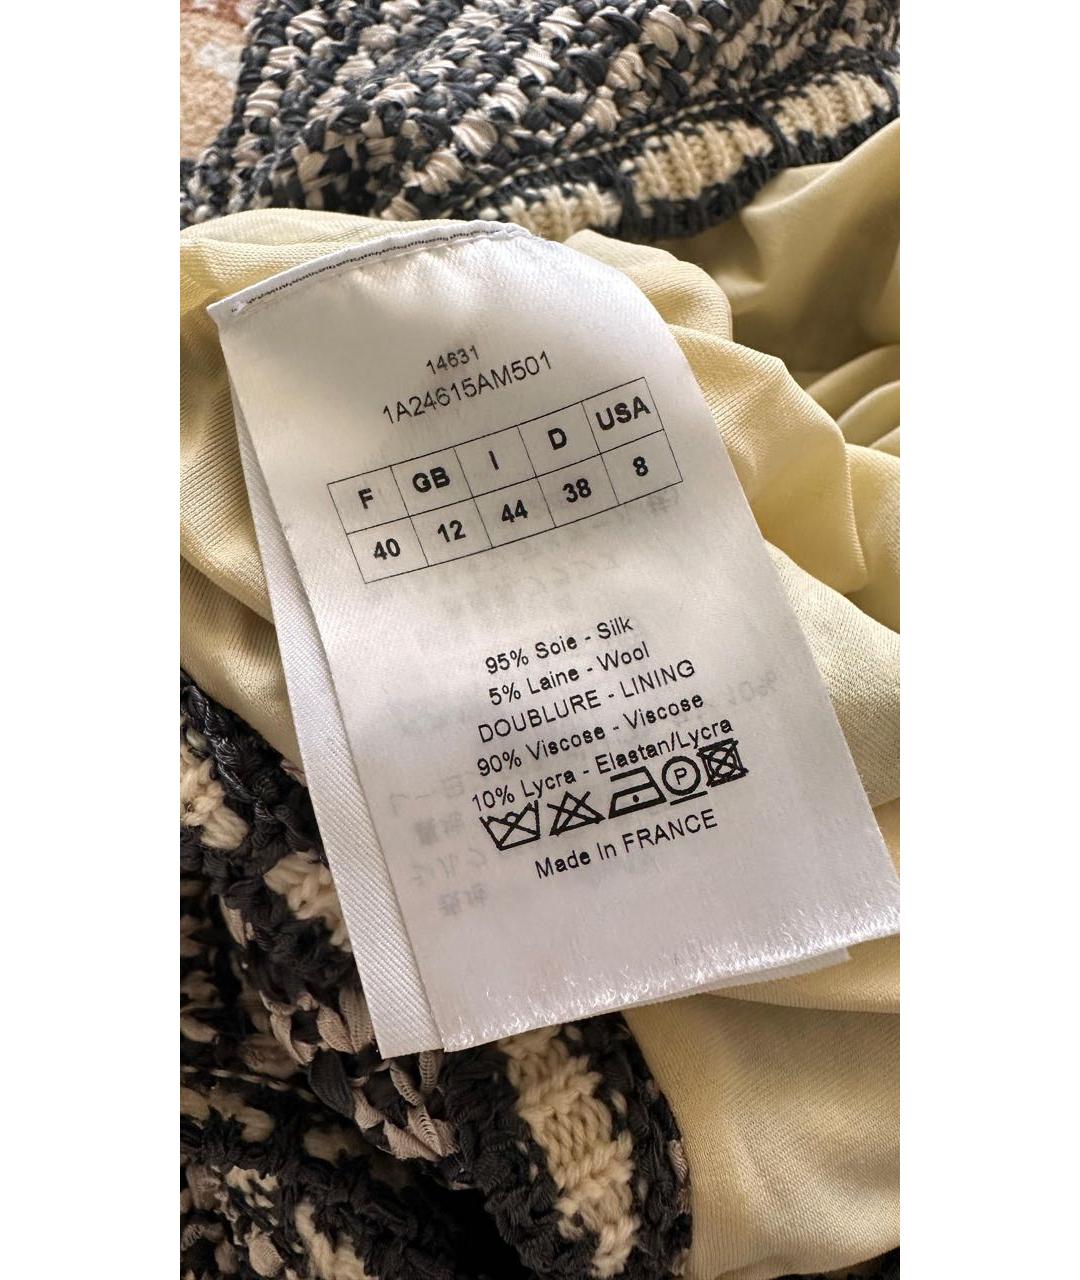 14631
1A24615AM501
F GB I D USA
40 12 44 38 8
95% Soie - Silk
5% Laine - Wool
DOUBLURE - LINING
90% Viscose - Viscose
10% Lycra - Elastan/Lycra
P
Made In FRANCE